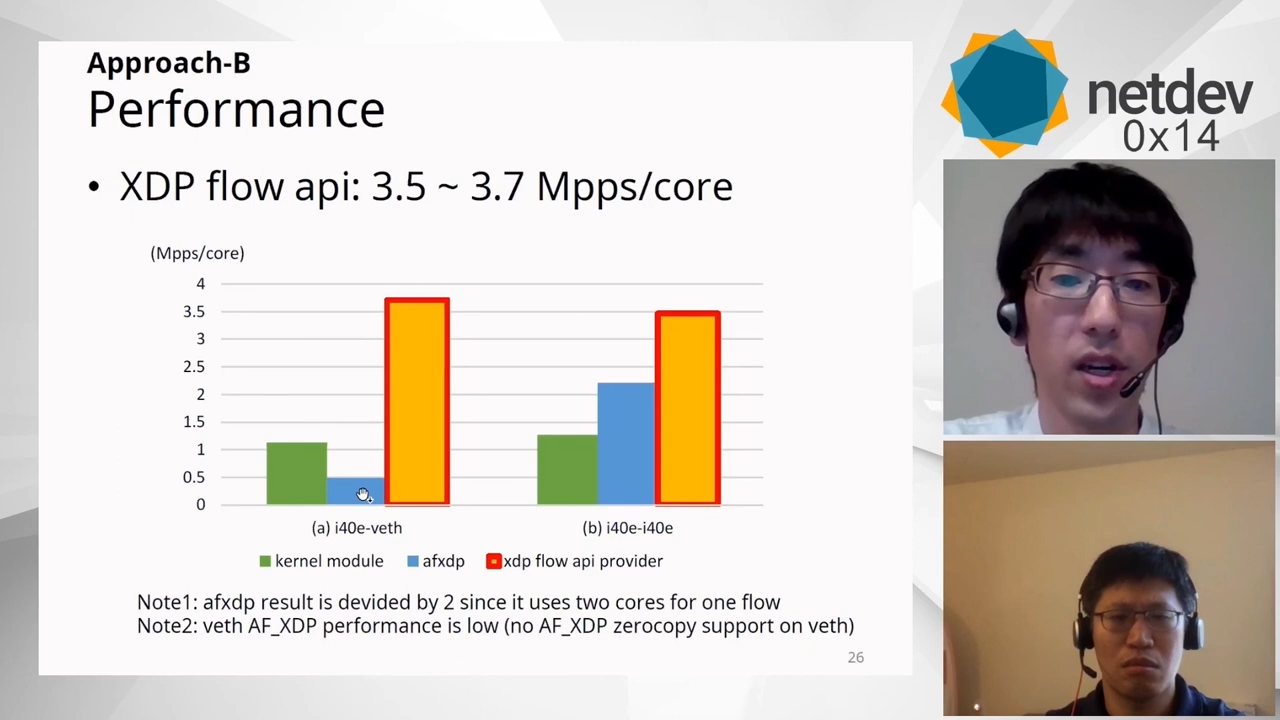 Approach-B
Performance
• XDP flow api: 3.5 ~ 3.7 Mpps/core
(Mpps/core)
4
3.5
3
2.5
2
1.5
1
0.5
0
(a) i40e-veth
(b) i40e-i40e
kernel module
afxdp
xdp flow api provider
Note1: afxdp result is devided by 2 since it uses two cores for one flow
Note2: veth AF_XDP performance is low (no AF_XDP zerocopy support on veth)
26
netdev
0x14